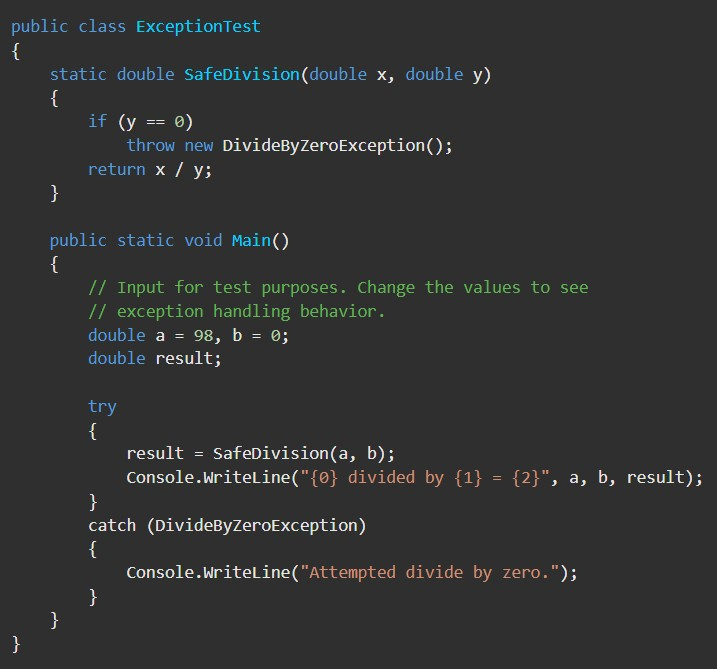 public class ExceptionTest
{
    static double SafeDivision(double x, double y)
    {
        if (y == 0)
            throw new DivideByZeroException();
        return x / y;
    }

    public static void Main()
    {
        // Input for test purposes. Change the values to see
        // exception handling behavior.
        double a = 98, b = 0;
        double result;

        try
        {
            result = SafeDivision(a, b);
            Console.WriteLine("{0} divided by {1} = {2}", a, b, result);
        }
        catch (DivideByZeroException)
        {
            Console.WriteLine("Attempted divide by zero.");
        }
    }
}